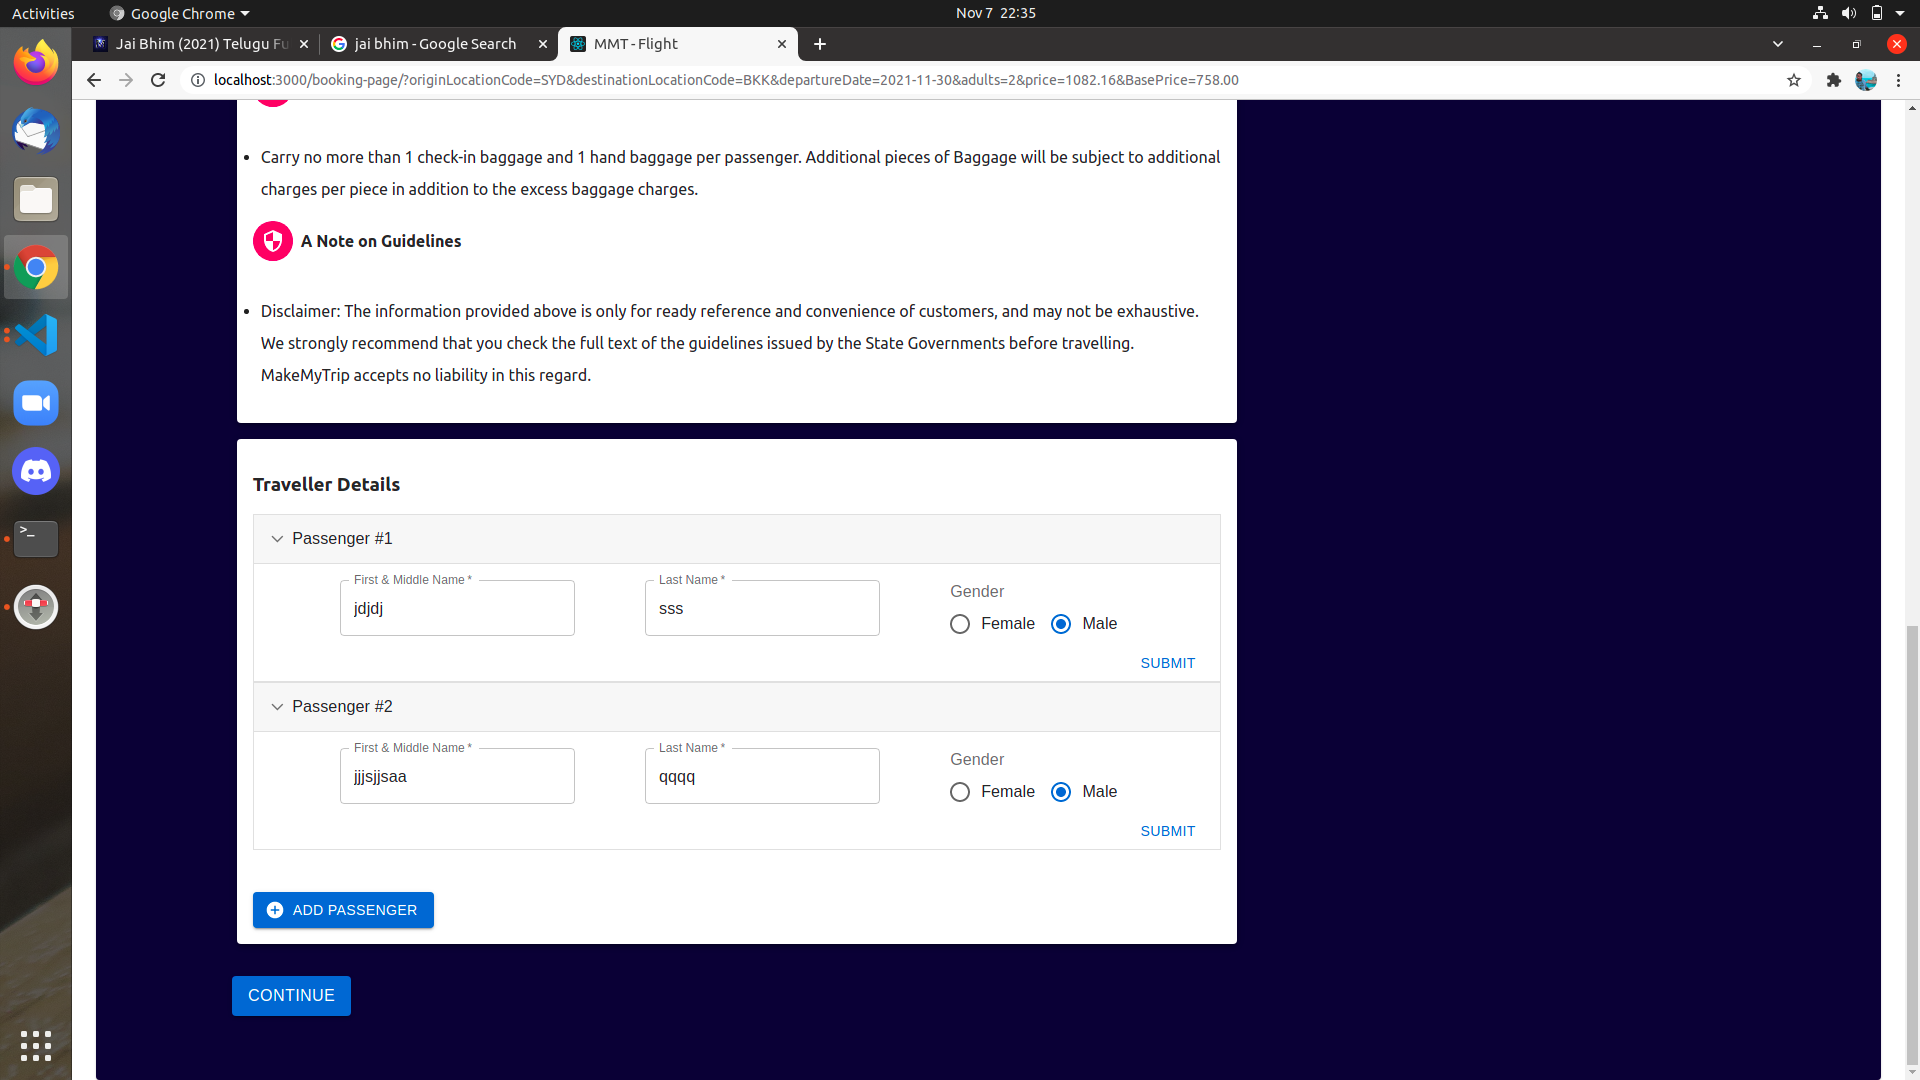 Activities
Google Chrome
Nov 7 22:35
Jai Bhim (2021) Telugu Fu
jai bhim - Google Search
MMT - Flight
localhost:3000/booking-page/?originLocationCode=SYD&destinationLocationCode=BKK&departureDate=2021-11-30&adults=2&price=1082.16&BasePrice=758.00
• Carry no more than 1 check-in baggage and 1 hand baggage per passenger. Additional pieces of Baggage will be subject to additional
charges per piece in addition to the excess baggage charges.
A Note on Guidelines
• Disclaimer: The information provided above is only for ready reference and convenience of customers, and may not be exhaustive.
We strongly recommend that you check the full text of the guidelines issued by the State Governments before travelling.
MakeMyTrip accepts no liability in this regard.
Traveller Details
Passenger #1
First & Middle Name *
Last Name *
Gender
jdjdj
sss
Female
Male
SUBMIT
Passenger #2
First & Middle Name *
Last Name *
Gender
jjjsjjsaa
qqqq
Female
Male
SUBMIT
ADD PASSENGER
CONTINUE